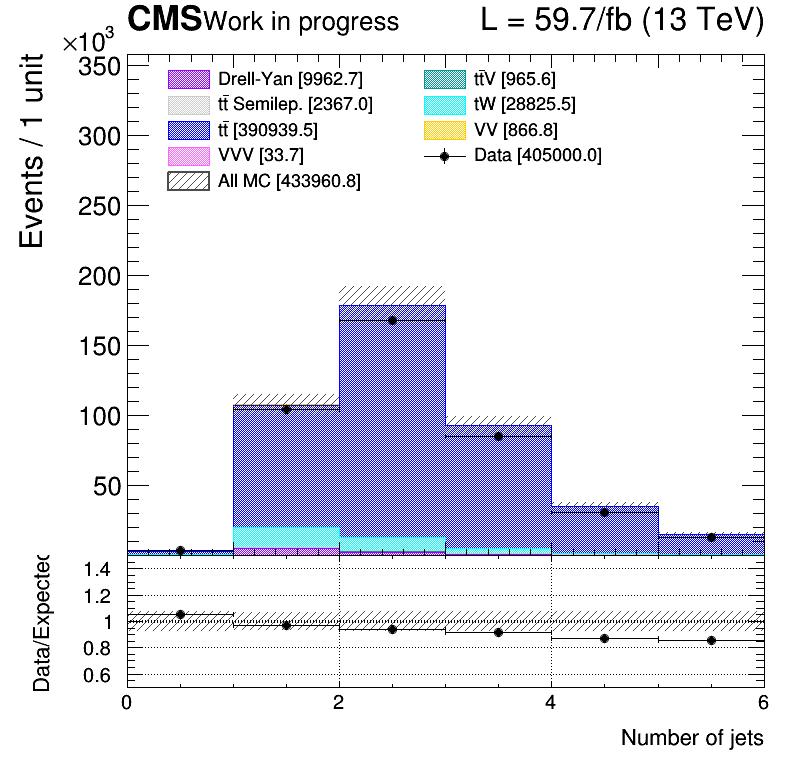 CMS Work in progress L = 59.7/fb (13 TeV)
×10³
Events / 1 unit
350
300
250
200
150
100
50
Drell-Yan [9962.7]
tt̄V [965.6]
tt̄ Semilep. [2367.0]
tW [28825.5]
tt̄ [390939.5]
VV [866.8]
VVV [33.7]
Data [405000.0]
All MC [433960.8]
Data/Expected
1.4
1.2
1
0.8
0.6
0 2 4 6
Number of jets